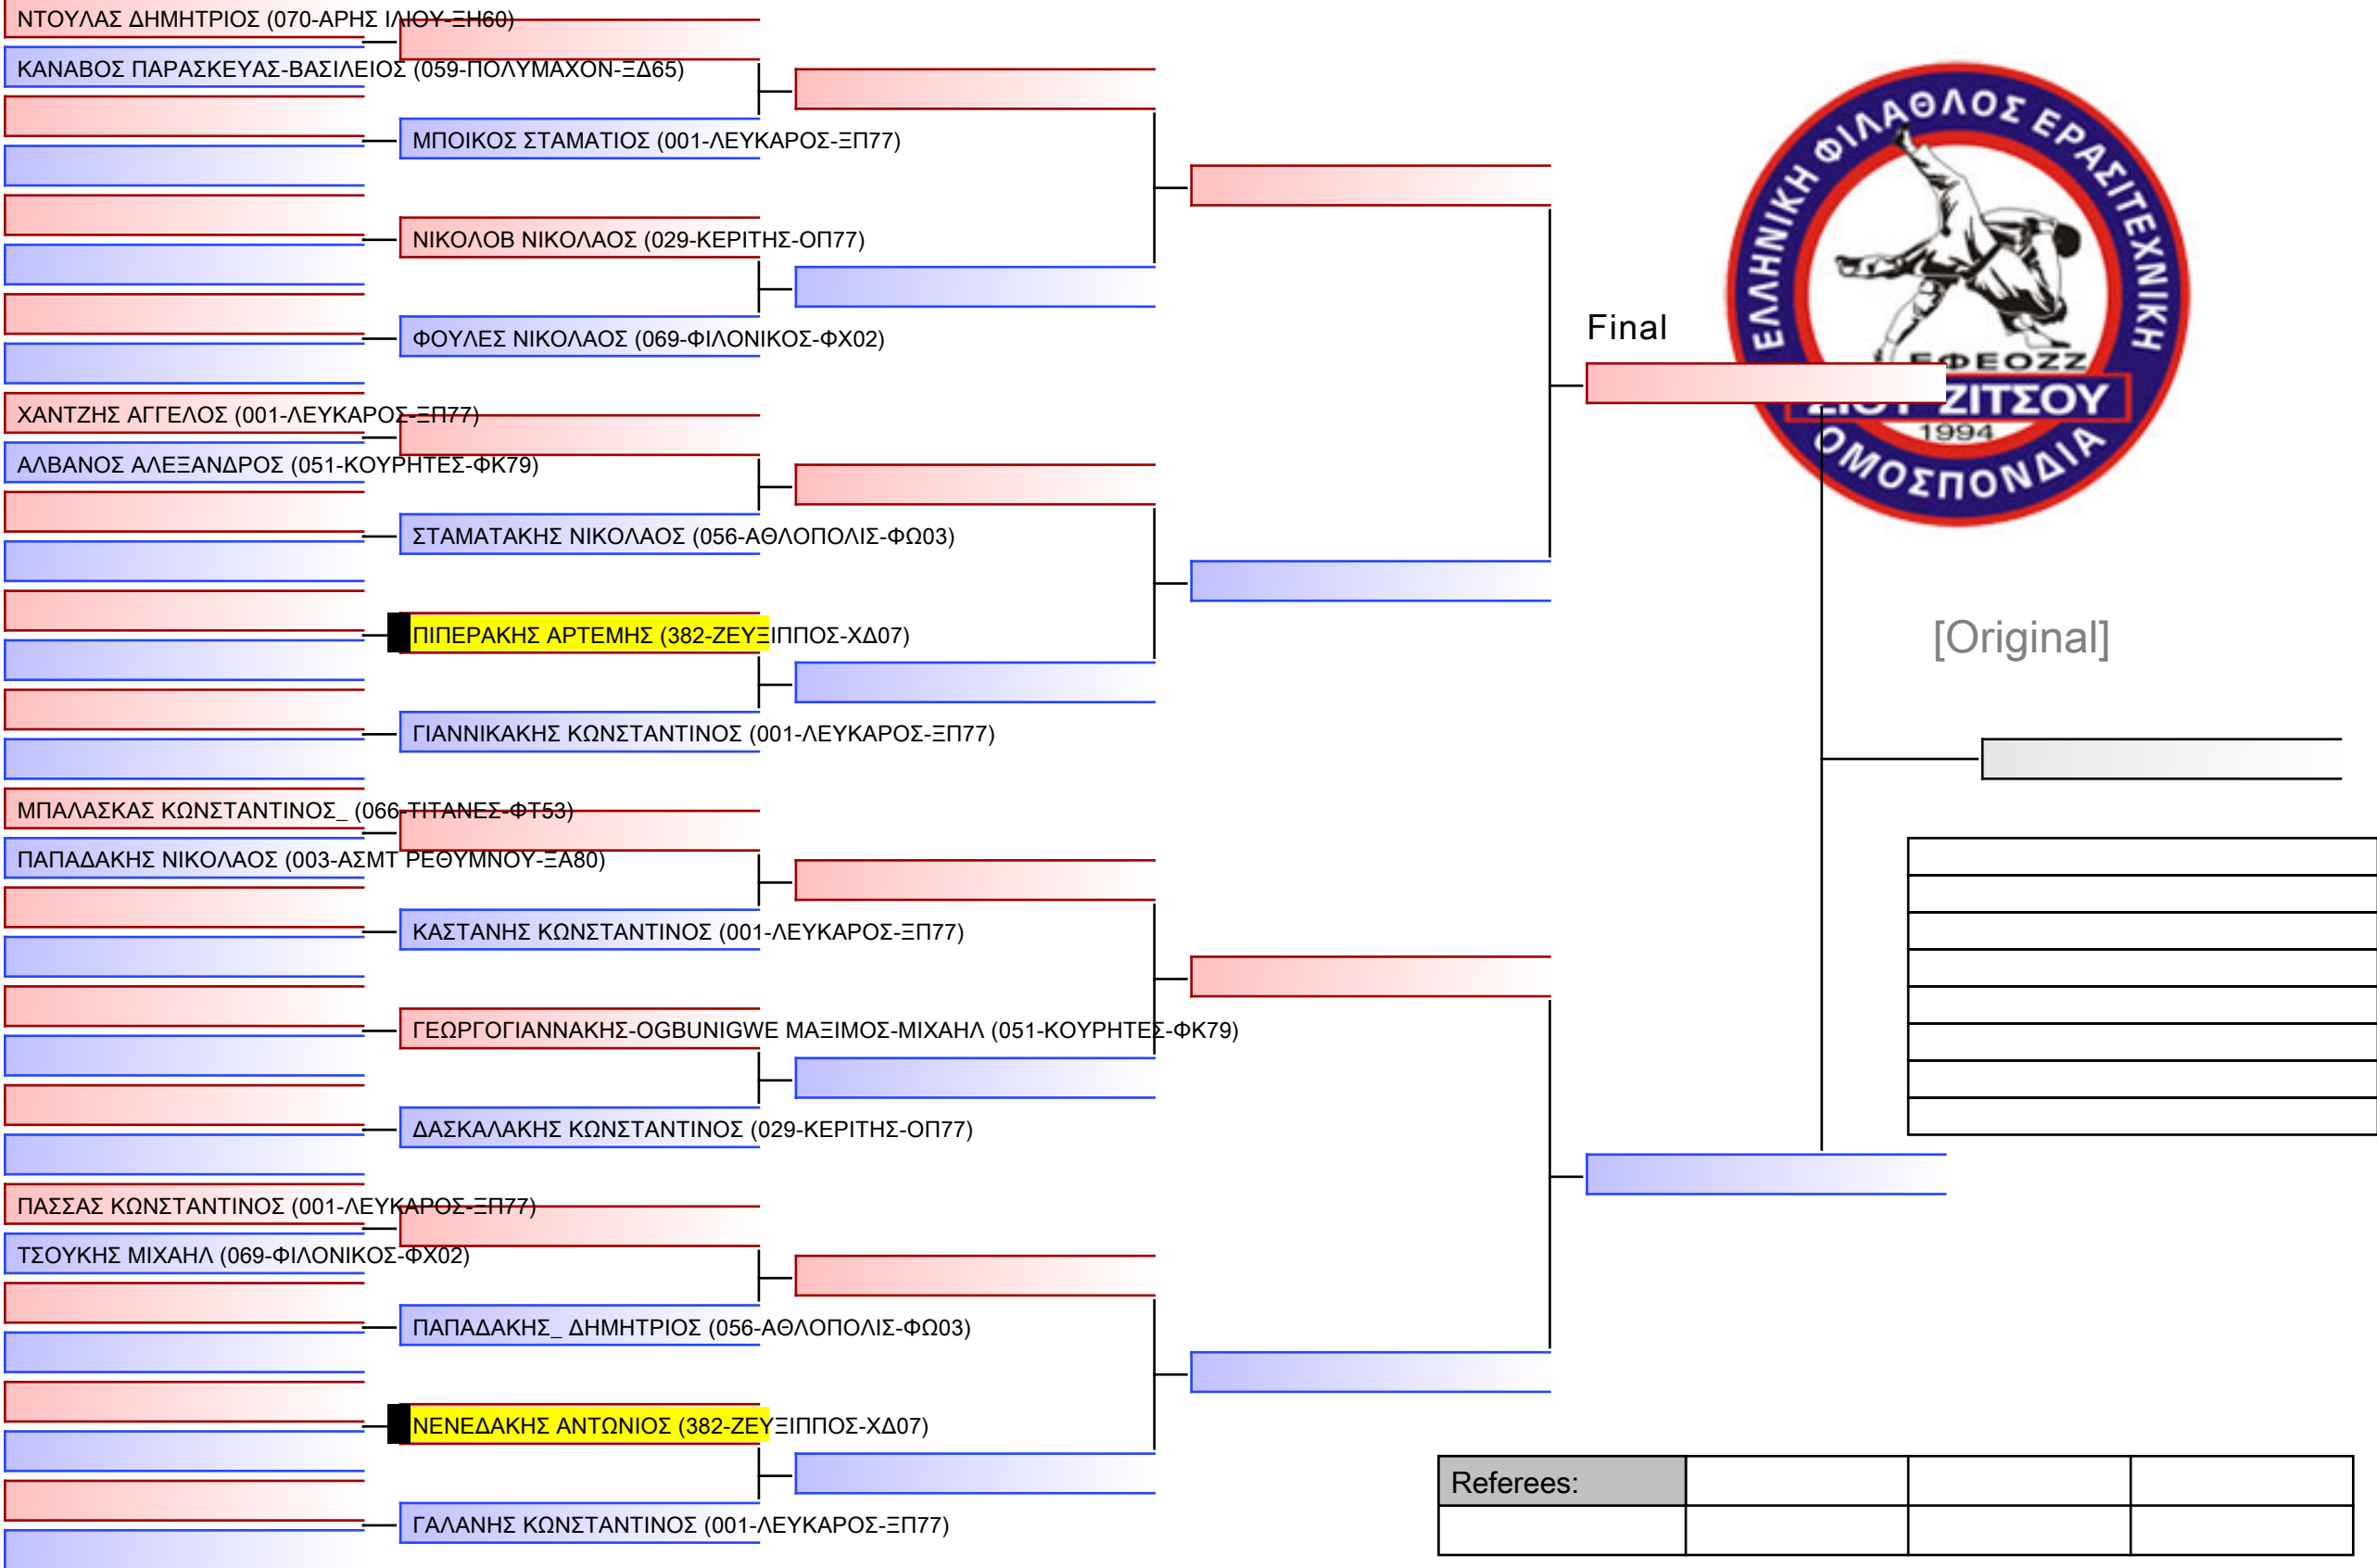 ΝΤΟΥΛΑΣ ΔΗΜΗΤΡΙΟΣ (070-ΑΡΗΣ ΙΛΙΟΥ-ΞΗ60)
ΚΑΝΑΒΟΣ ΠΑΡΑΣΚΕΥΑΣ-ΒΑΣΙΛΕΙΟΣ (059-ΠΟΛΥΜΑΧΟΝ-ΞΔ65)
ΜΠΟΙΚΟΣ ΣΤΑΜΑΤΙΟΣ (001-ΛΕΥΚΑΡΟΣ-ΞΠ77)
ΝΙΚΟΛΟΒ ΝΙΚΟΛΑΟΣ (029-ΚΕΡΙΤΗΣ-ΟΠ77)
ΦΟΥΛΕΣ ΝΙΚΟΛΑΟΣ (069-ΦΙΛΟΝΙΚΟΣ-ΦΧ02)
ΧΑΝΤΖΗΣ ΑΓΓΕΛΟΣ (001-ΛΕΥΚΑΡΟΣ-ΞΠ77)
ΑΛΒΑΝΟΣ ΑΛΕΞΑΝΔΡΟΣ (051-ΚΟΥΡΗΤΕΣ-ΦΚ79)
ΣΤΑΜΑΤΑΚΗΣ ΝΙΚΟΛΑΟΣ (056-ΑΘΛΟΠΟΛΙΣ-ΦΩ03)
ΠΙΠΕΡΑΚΗΣ ΑΡΤΕΜΗΣ (382-ΖΕΥΞΙΠΠΟΣ-ΧΔ07)
ΓΙΑΝΝΙΚΑΚΗΣ ΚΩΝΣΤΑΝΤΙΝΟΣ (001-ΛΕΥΚΑΡΟΣ-ΞΠ77)
ΜΠΑΛΑΣΚΑΣ ΚΩΝΣΤΑΝΤΙΝΟΣ_ (066-ΤΙΤΑΝΕΣ-ΦΤ53)
ΠΑΠΑΔΑΚΗΣ ΝΙΚΟΛΑΟΣ (003-ΑΣΜΤ ΡΕΘΥΜΝΟΥ-ΞΑ80)
ΚΑΣΤΑΝΗΣ ΚΩΝΣΤΑΝΤΙΝΟΣ (001-ΛΕΥΚΑΡΟΣ-ΞΠ77)
ΓΕΩΡΓΟΓΙΑΝΝΑΚΗΣ-OGBUNIGWE ΜΑΞΙΜΟΣ-ΜΙΧΑΗΛ (051-ΚΟΥΡΗΤΕΣ-ΦΚ79)
ΔΑΣΚΑΛΑΚΗΣ ΚΩΝΣΤΑΝΤΙΝΟΣ (029-ΚΕΡΙΤΗΣ-ΟΠ77)
ΠΑΣΣΑΣ ΚΩΝΣΤΑΝΤΙΝΟΣ (001-ΛΕΥΚΑΡΟΣ-ΞΠ77)
ΤΣΟΥΚΗΣ ΜΙΧΑΗΛ (069-ΦΙΛΟΝΙΚΟΣ-ΦΧ02)
ΠΑΠΑΔΑΚΗΣ_ ΔΗΜΗΤΡΙΟΣ (056-ΑΘΛΟΠΟΛΙΣ-ΦΩ03)
ΝΕΝΕΔΑΚΗΣ ΑΝΤΩΝΙΟΣ (382-ΖΕΥΞΙΠΠΟΣ-ΧΔ07)
ΓΑΛΑΝΗΣ ΚΩΝΣΤΑΝΤΙΝΟΣ (001-ΛΕΥΚΑΡΟΣ-ΞΠ77)
Final
ΕΛΛΗΝΙΚΗ ΦΙΛΑΘΛΟΣ ΕΡΑΣΙΤΕΧΝΙΚΗ
ΕΦΕΟΖΖ
ΖΙΤΣΟΥ
1994
ΟΜΟΣΠΟΝΔΙΑ
[Original]
Referees: